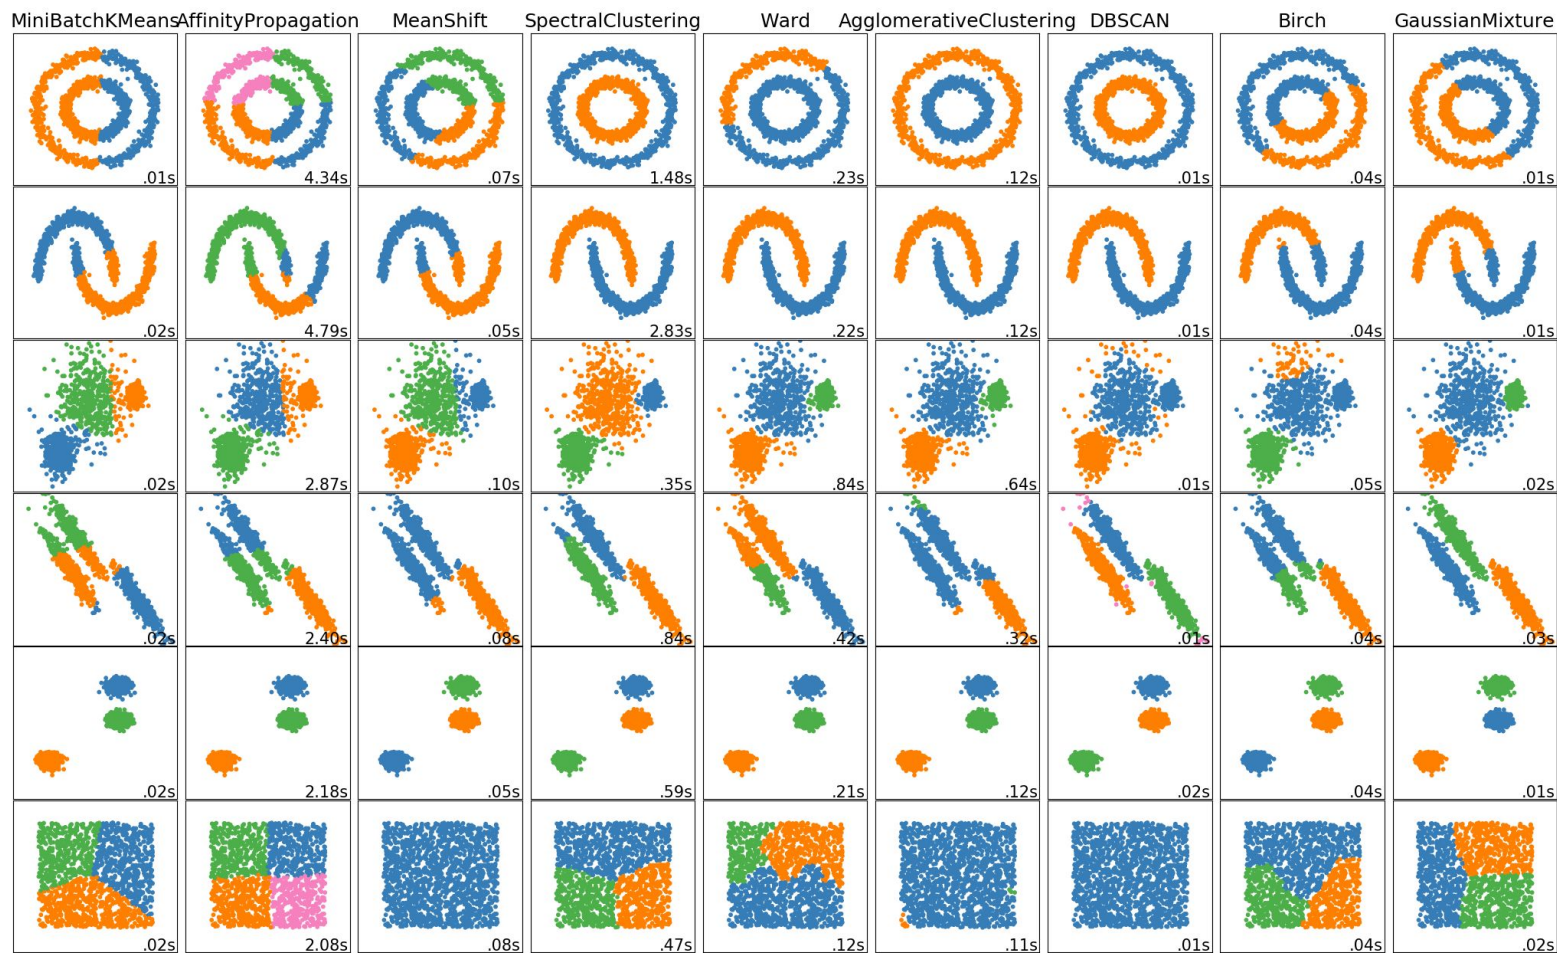 MiniBatchKMeans AffinityPropagation MeanShift SpectralClustering Ward AgglomerativeClustering DBSCAN Birch GaussianMixture
.01s 4.34s .07s 1.48s .23s .12s .01s .04s .01s
.02s 4.79s .05s 2.83s .22s .12s .01s .04s .01s
.02s 2.87s .10s .35s .84s .64s .01s .05s .02s
.02s 2.40s .08s .84s .42s .32s .01s .04s .03s
.02s 2.18s .05s .59s .21s .12s .02s .04s .01s
.02s 2.08s .08s .47s .12s .11s .01s .04s .02s